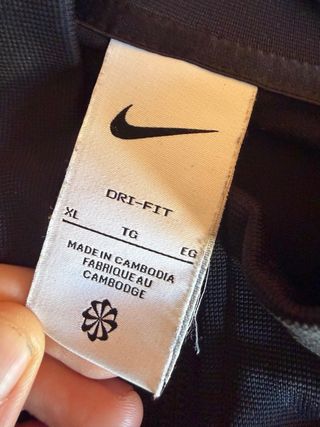 DRI-FIT
XL TG EG
MADE IN CAMBODIA
FABRIQUE AU
CAMBODGE